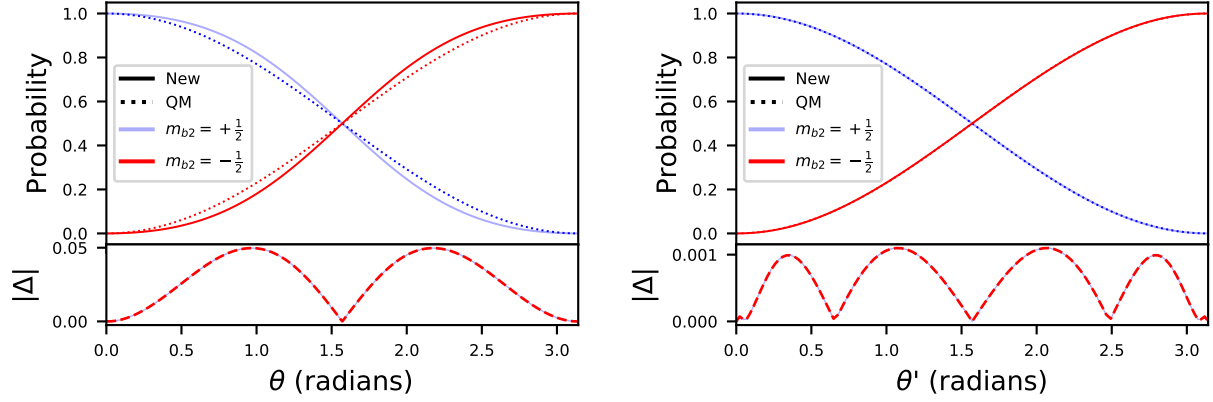 Probability
1.0
0.8
0.6
0.4
0.2
0.0
New
QM
m_{b2} = +\frac{1}{2}
m_{b2} = -\frac{1}{2}
|Δ|
0.05
0.00
0.0 0.5 1.0 1.5 2.0 2.5 3.0
θ (radians)
Probability
1.0
0.8
0.6
0.4
0.2
0.0
New
QM
m_{b2} = +\frac{1}{2}
m_{b2} = -\frac{1}{2}
|Δ|
0.001
0.000
0.0 0.5 1.0 1.5 2.0 2.5 3.0
θ' (radians)